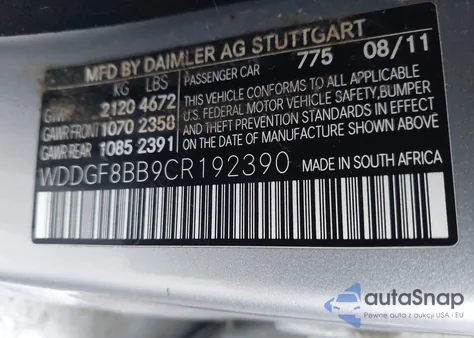 MFD BY DAIMLER AG STUTTGART
KG LBS PASSENGER CAR 775 08/11
2120 4672
GAWR FRONT 1070 2358
GAWR REAR 1085 2391
THIS VEHICLE CONFORMS TO ALL APPLICABLE
U.S. FEDERAL MOTOR VEHICLE SAFETY, BUMPER
AND THEFT PREVENTION STANDARDS IN EFFECT
ON THE DATE OF MANUFACTURE SHOWN ABOVE.
WDDGF8BB9CR192390 MADE IN SOUTH AFRICA
autoSnap
Pewne auta z aukcji USA i EU